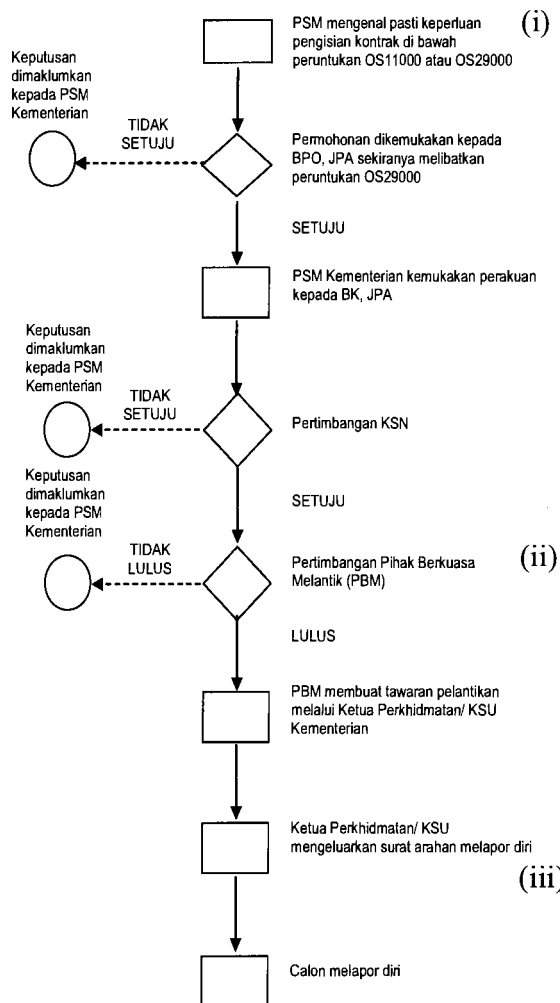 PSM mengenal pasti keperluan
pengisian kontrak di bawah
peruntukan OS11000 atau OS29000
(i)
Keputusan
dimaklumkan
kepada PSM
Kementerian
TIDAK
SETUJU
Permohonan dikemukakan kepada
BPO, JPA sekiranya melibatkan
peruntukan OS29000
SETUJU
PSM Kementerian kemukakan perakuan
kepada BK, JPA
Keputusan
dimaklumkan
kepada PSM
Kementerian
TIDAK
SETUJU
Pertimbangan KSN
Keputusan
dimaklumkan
kepada PSM
Kementerian
SETUJU
TIDAK
LULUS
Pertimbangan Pihak Berkuasa
Melantik (PBM)
(ii)
LULUS
PBM membuat tawaran pelantikan
melalui Ketua Perkhidmatan/ KSU
Kementerian
Ketua Perkhidmatan/ KSU
mengeluarkan surat arahan melapor diri
(iii)
Calon melapor diri